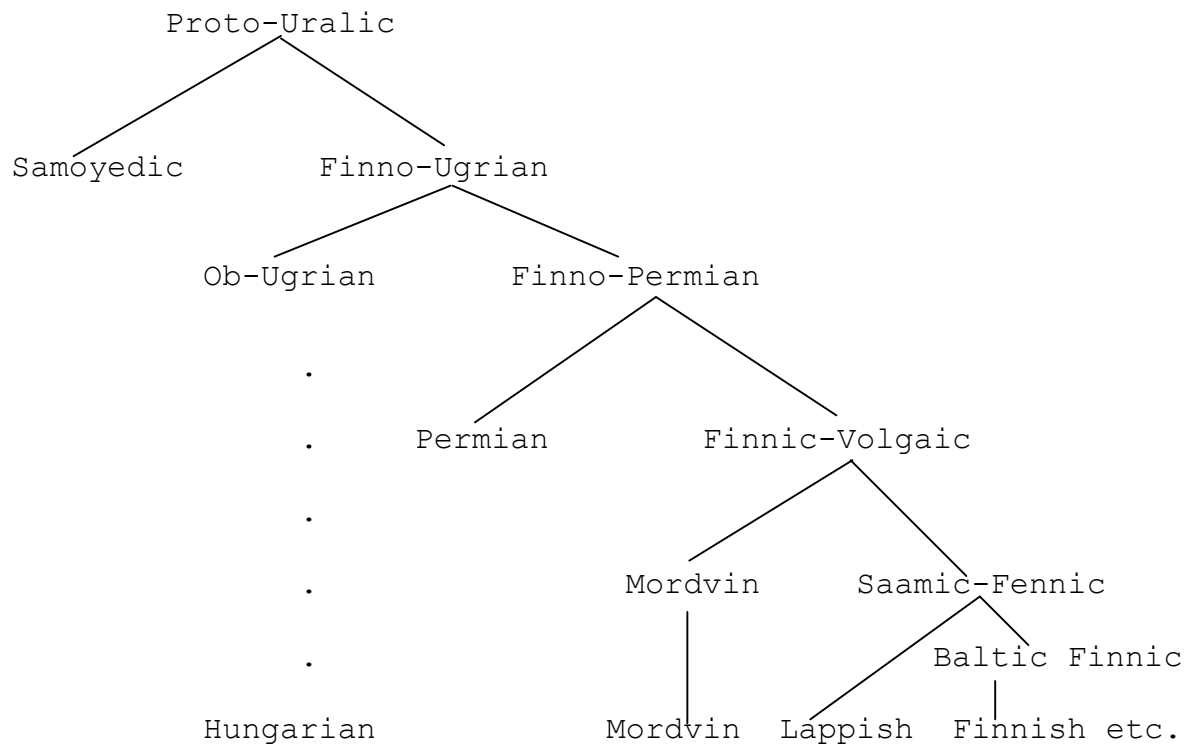 Proto-Uralic
Samoyedic Finno-Ugrian
Ob-Ugrian Finno-Permian
.
. Permian Finnic-Volgaic
.
. Mordvin Saamic-Fennic
. Baltic Finnic
Hungarian Mordvin Lappish Finnish etc.